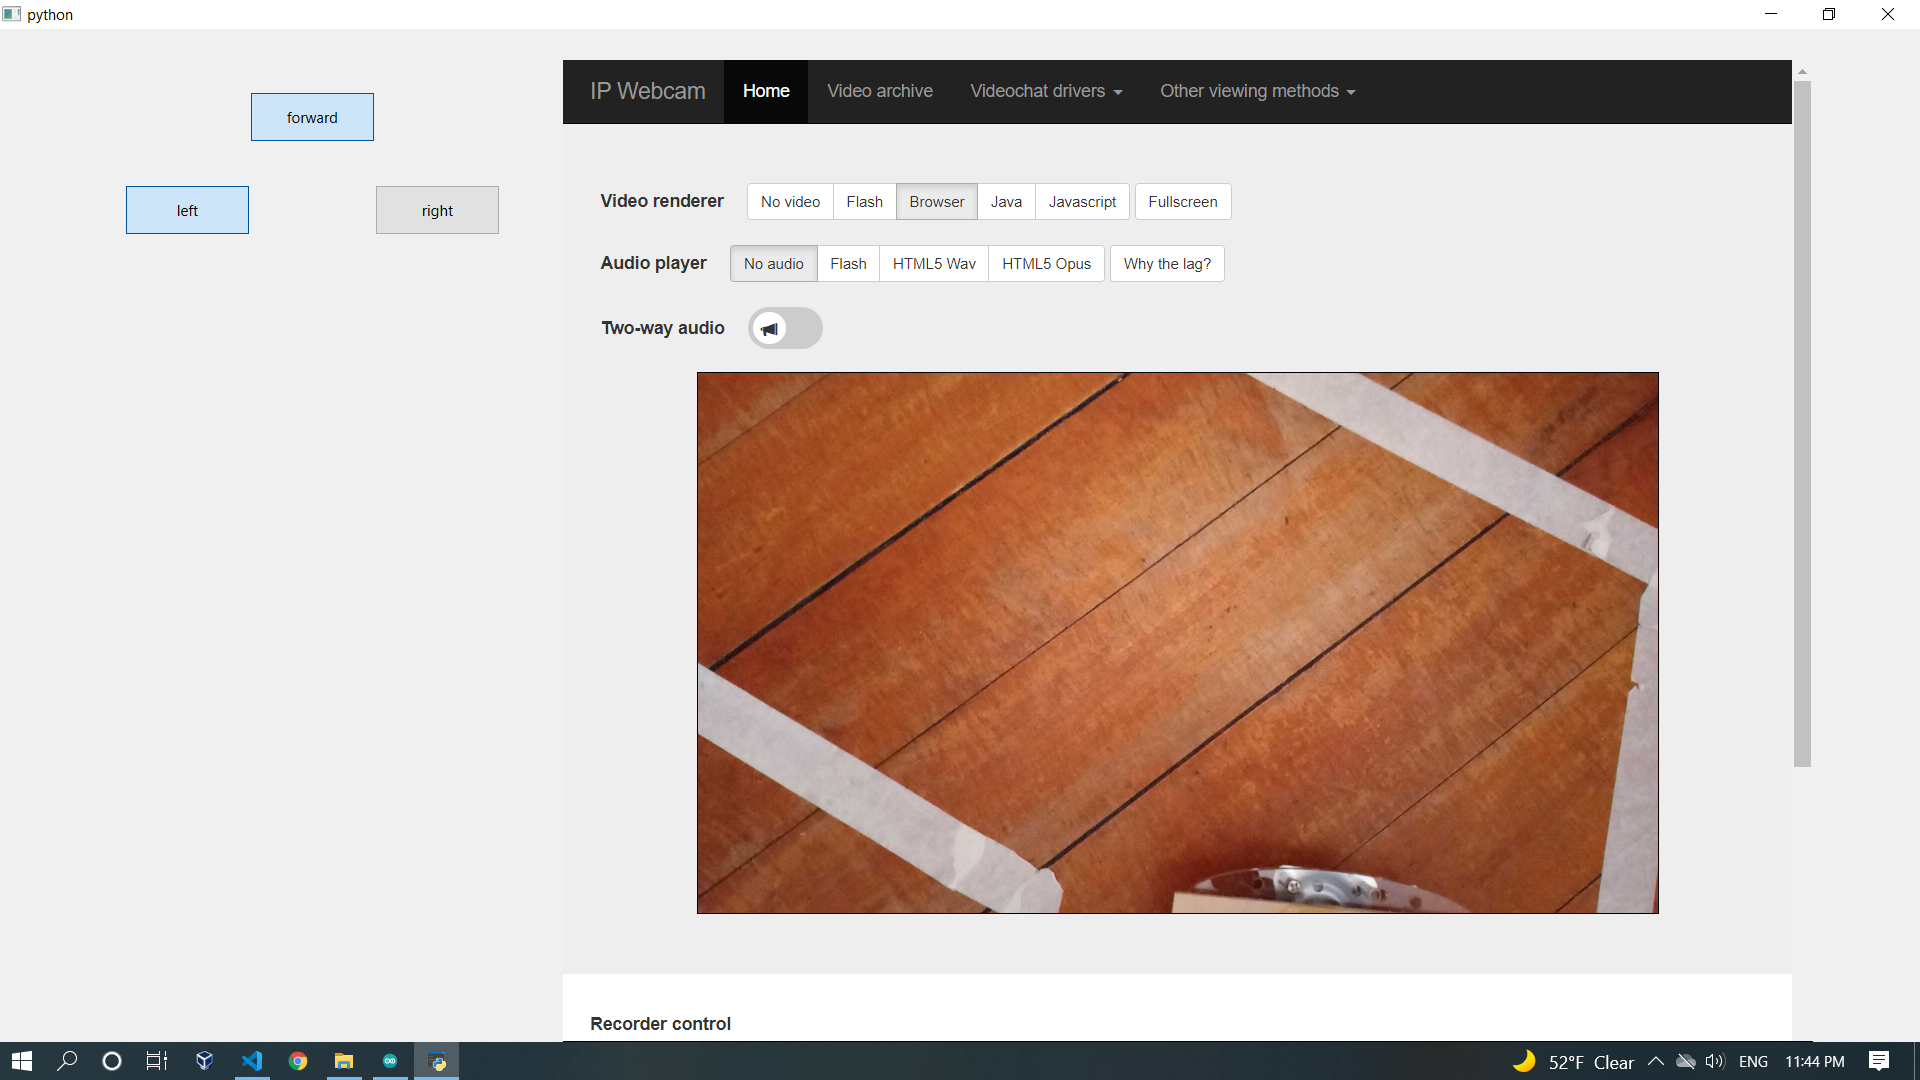 python
forward
left
right
IP Webcam Home Video archive Videochat drivers Other viewing methods
Video renderer No video Flash Browser Java Javascript Fullscreen
Audio player No audio Flash HTML5 Wav HTML5 Opus Why the lag?
Two-way audio
Recorder control
52°F Clear ENG 11:44 PM